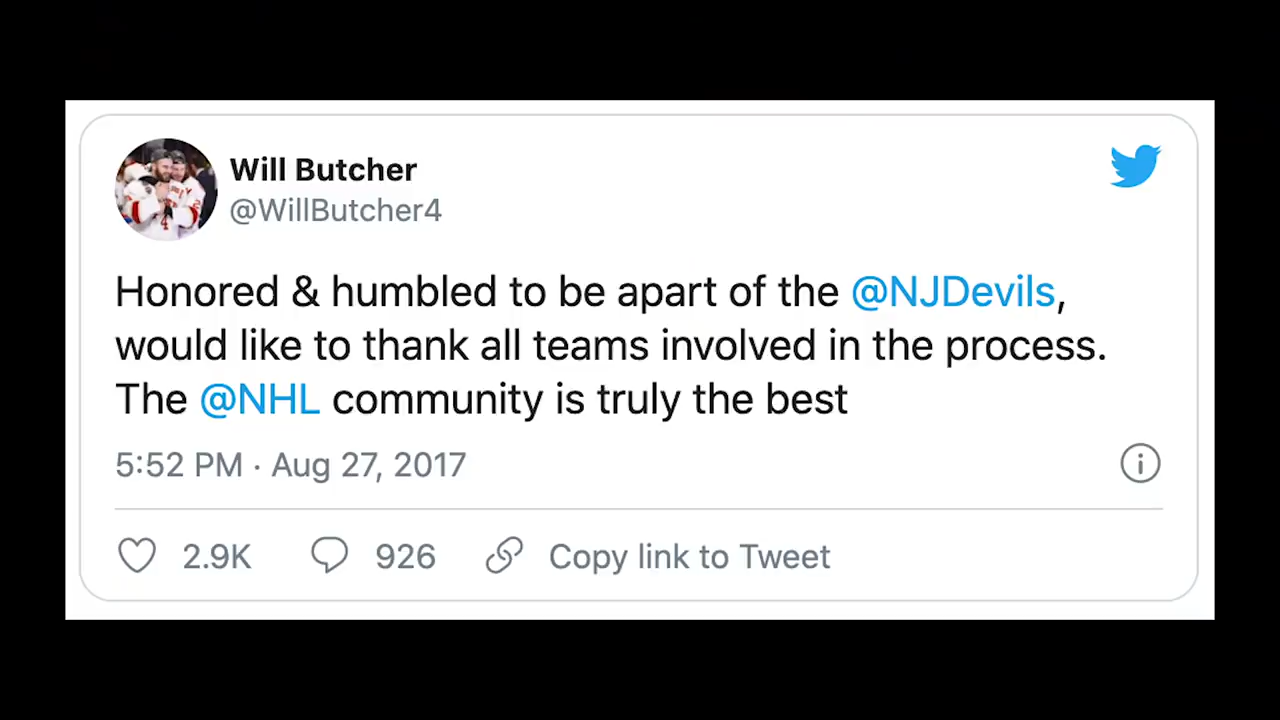 Will Butcher
@WillButcher4
Honored & humbled to be apart of the @NJDevils,
would like to thank all teams involved in the process.
The @NHL community is truly the best
5:52 PM · Aug 27, 2017
2.9K 926 Copy link to Tweet